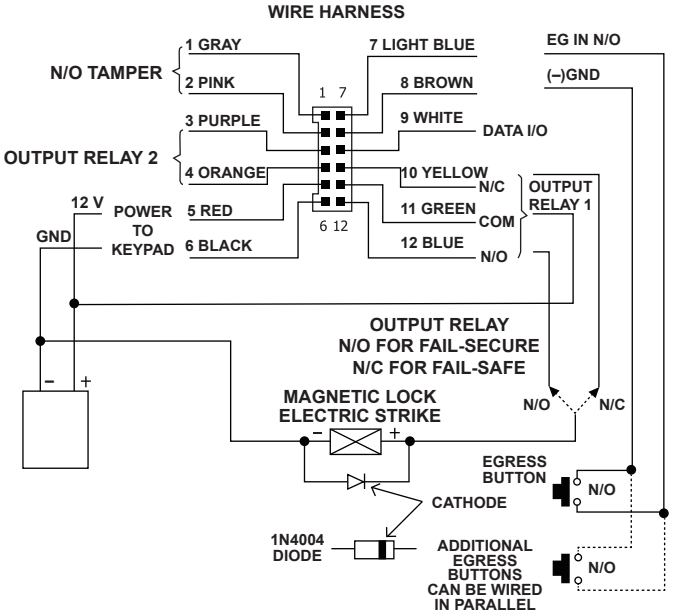 WIRE HARNESS
1 GRAY
7 LIGHT BLUE
EG IN N/O
N/O TAMPER
2 PINK
8 BROWN
(–)GND
1 7
3 PURPLE
9 WHITE
DATA I/O
OUTPUT RELAY 2
4 ORANGE
10 YELLOW
N/C
OUTPUT
RELAY 1
12 V
POWER
TO
KEYPAD
5 RED
11 GREEN
COM
GND
6 BLACK
6 12
12 BLUE
N/O
OUTPUT RELAY
N/O FOR FAIL-SECURE
N/C FOR FAIL-SAFE
– +
MAGNETIC LOCK
ELECTRIC STRIKE
N/O
N/C
– +
EGRESS
BUTTON
N/O
CATHODE
1N4004
DIODE
ADDITIONAL
EGRESS
BUTTONS
CAN BE WIRED
IN PARALLEL
N/O